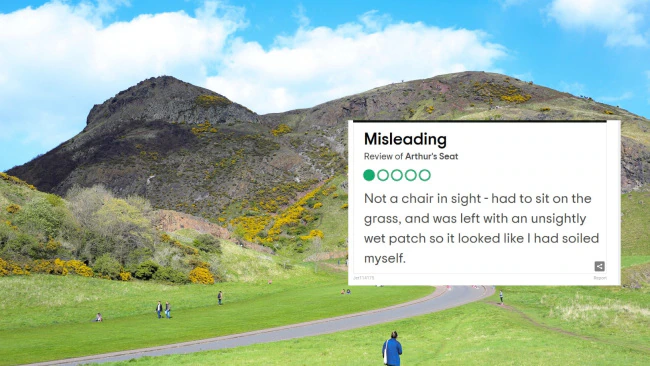 Misleading
Review of Arthur's Seat
Not a chair in sight - had to sit on the
grass, and was left with an unsightly
wet patch so it looked like I had soiled
myself.
Report